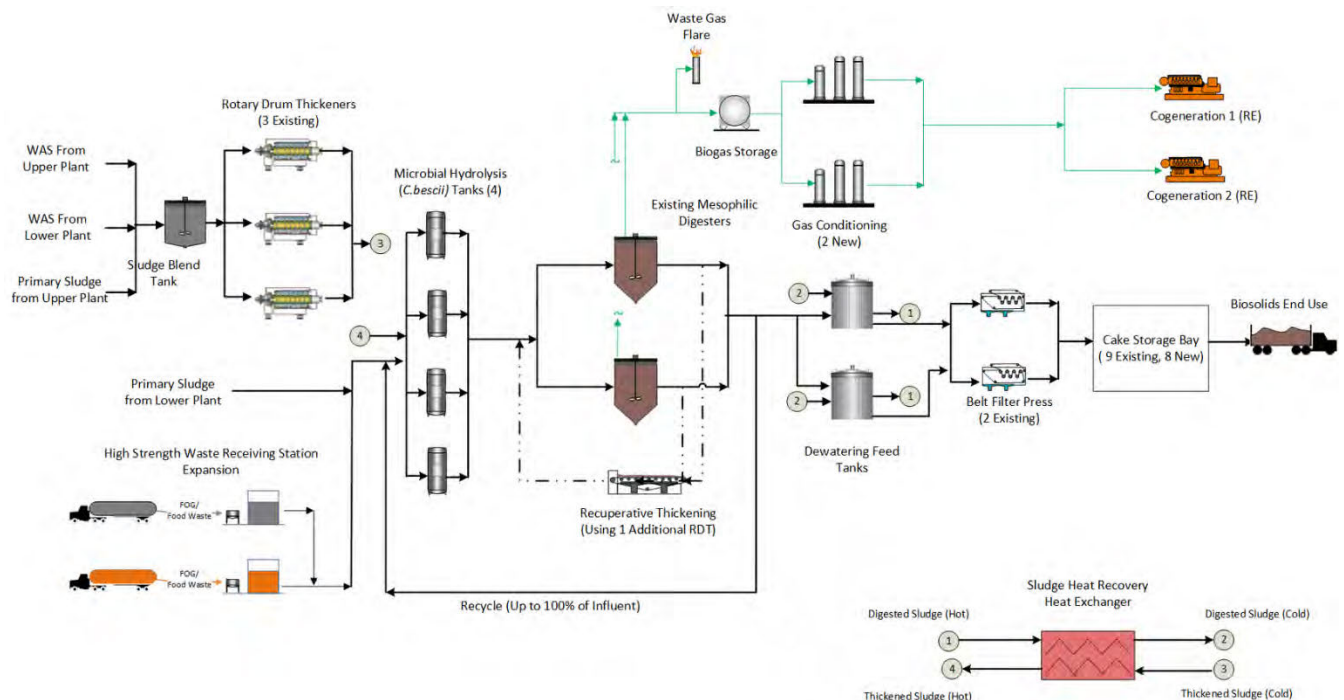 Waste Gas
Flare
Rotary Drum Thickeners
(3 Existing)
Cogeneration 1 (RE)
WAS From
Upper Plant
Biogas Storage
Microbial Hydrolysis
(C.bescii) Tanks (4)
Cogeneration 2 (RE)
Existing Mesophilic
Digesters
Gas Conditioning
(2 New)
WAS From
Lower Plant
3
Sludge Blend
Tank
Primary Sludge
from Upper Plant
2
1
Biosolids End Use
4
Cake Storage Bay
( 9 Existing, 8 New)
Primary Sludge
from Lower Plant
2
1
Belt Filter Press
(2 Existing)
Dewatering Feed
Tanks
High Strength Waste Receiving Station
Expansion
FOG/
Food Waste
Recuperative Thickening
(Using 1 Additional RDT)
FOG/
Food Waste
Recycle (Up to 100% of Influent)
Sludge Heat Recovery
Heat Exchanger
Digested Sludge (Hot)
Digested Sludge (Cold)
1
2
4
3
Thickened Sludge (Hot)
Thickened Sludge (Cold)